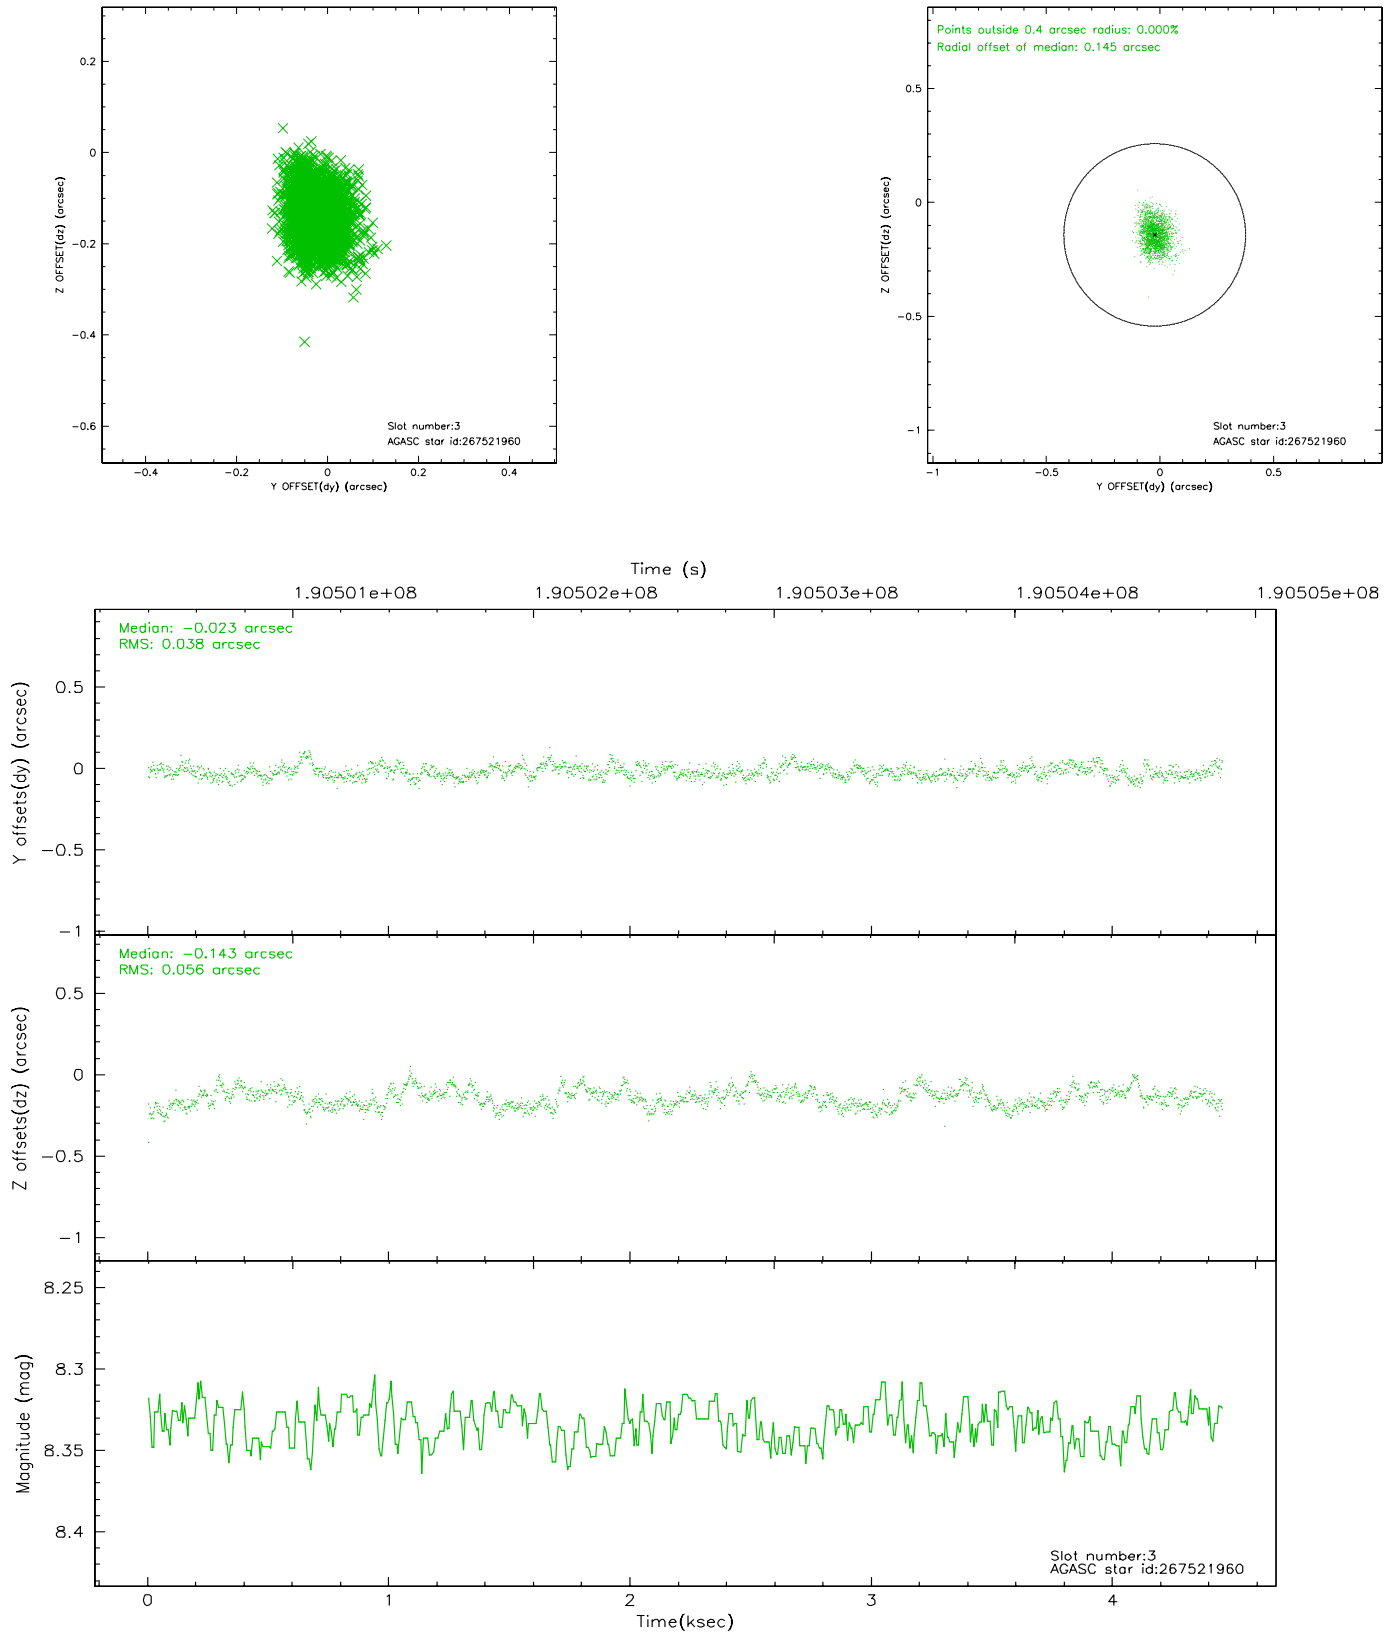 0.2
0
−0.2
−0.4
−0.6
Z OFFSET(dz) (arcsec)
Slot number:3
AGASC star id:267521960
−0.4
−0.2
0
0.2
0.4
Y OFFSET(dy) (arcsec)
Points outside 0.4 arcsec radius: 0.000%
Radial offset of median: 0.145 arcsec
0.5
0
−0.5
−1
Z OFFSET(dz) (arcsec)
Slot number:3
AGASC star id:267521960
−1
−0.5
0
0.5
Y OFFSET(dy) (arcsec)
Time (s)
1.90501e+08
1.90502e+08
1.90503e+08
1.90504e+08
1.90505e+08
Median: −0.023 arcsec
RMS: 0.038 arcsec
0.5
0
−0.5
−1
Y offsets(dy) (arcsec)
Median: −0.143 arcsec
RMS: 0.056 arcsec
0.5
0
−0.5
−1
Z offsets(dz) (arcsec)
8.25
8.3
8.35
8.4
Magnitude (mag)
Slot number:3
AGASC star id:267521960
0
1
2
3
4
Time(ksec)